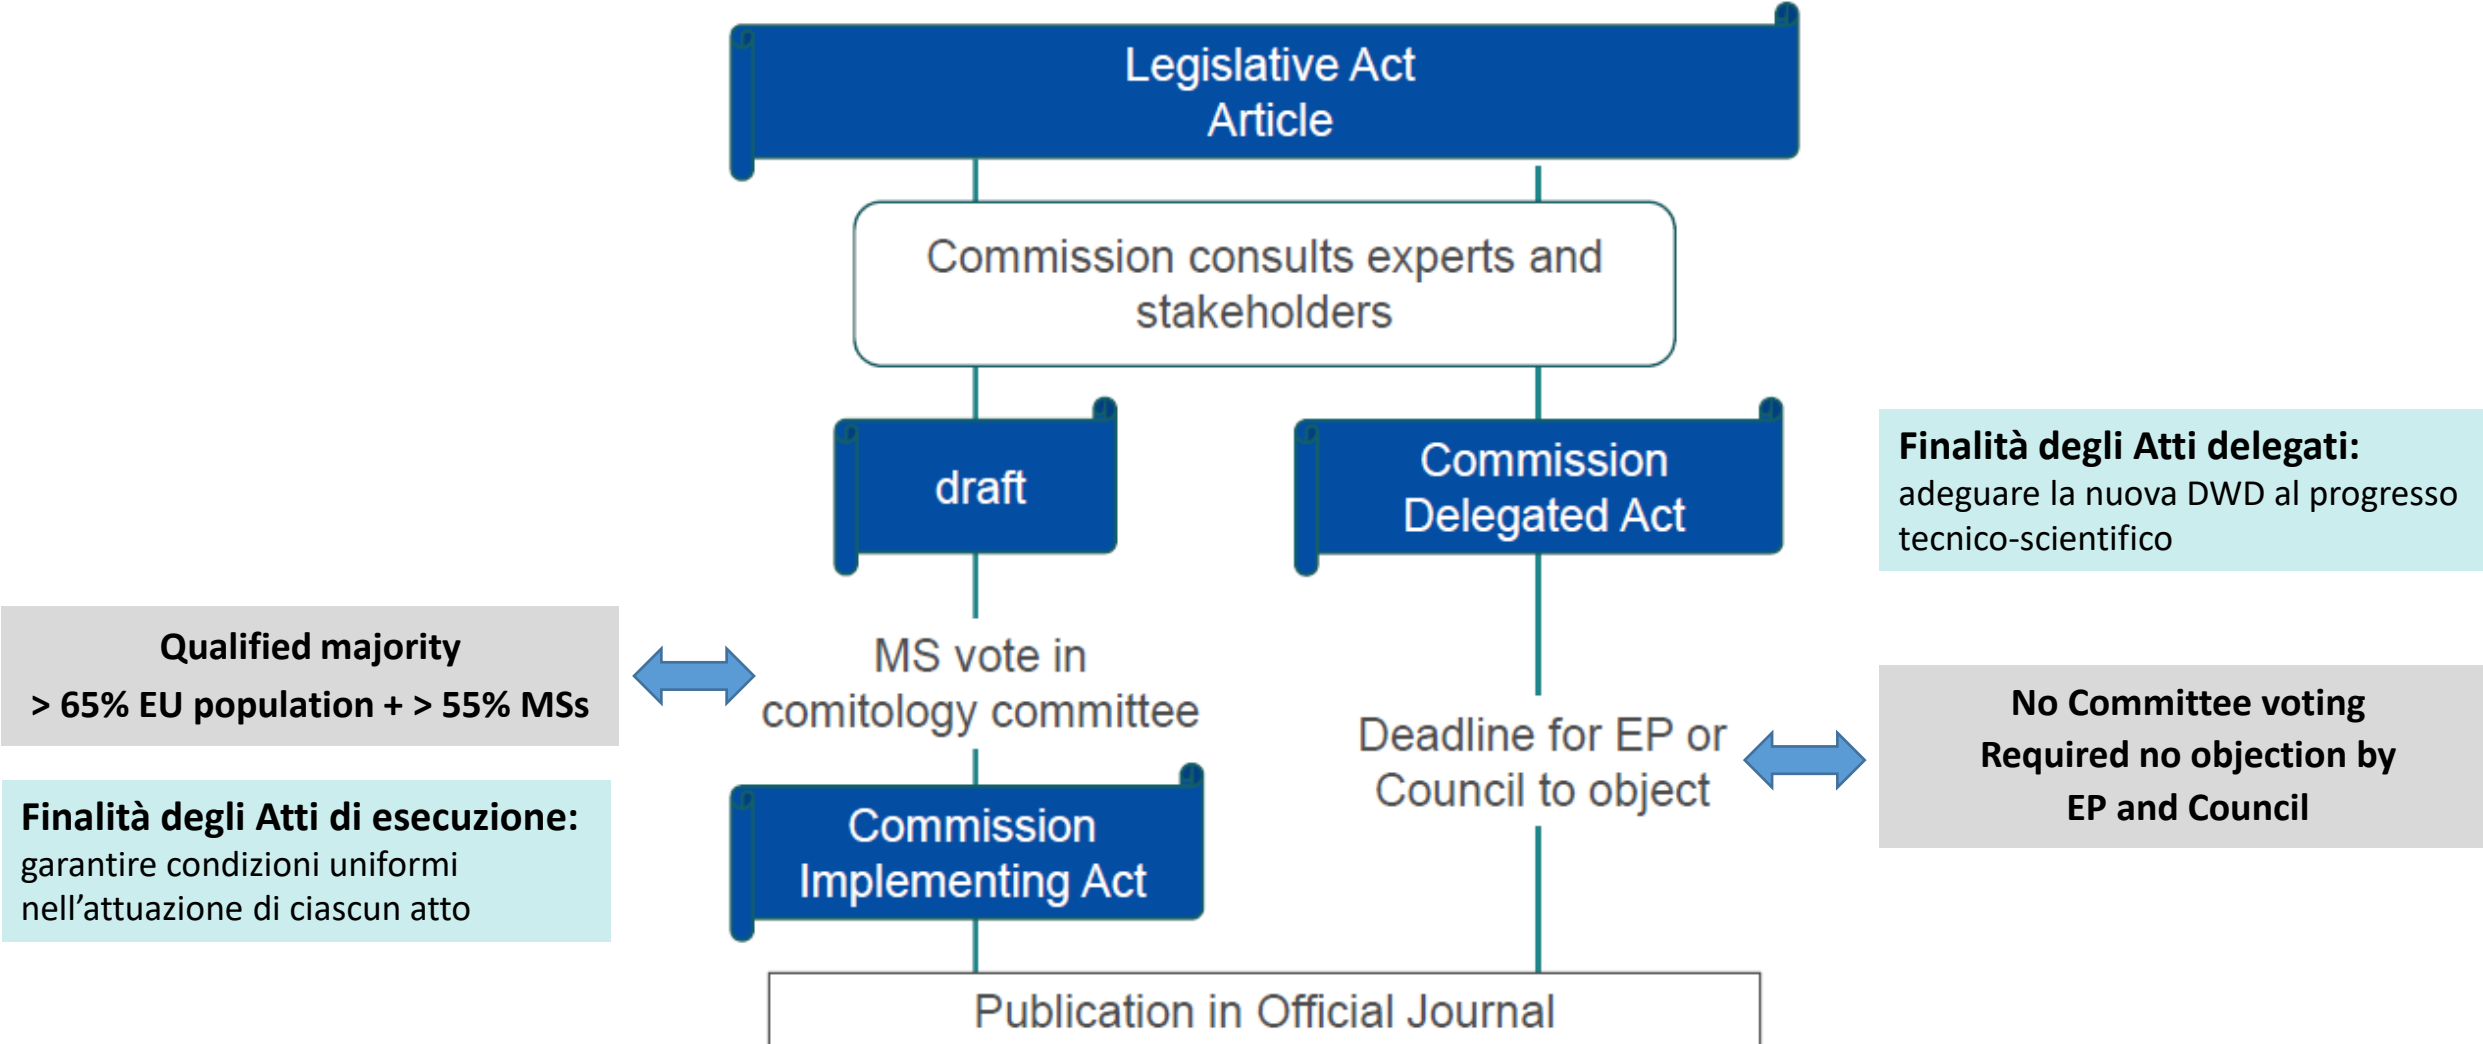 Legislative Act
Article
Commission consults experts and
stakeholders
draft
Commission
Delegated Act
Finalità degli Atti delegati:
adeguare la nuova DWD al progresso
tecnico-scientifico
Qualified majority
> 65% EU population + > 55% MSs
MS vote in
comitology committee
Deadline for EP or
Council to object
No Committee voting
Required no objection by
EP and Council
Finalità degli Atti di esecuzione:
garantire condizioni uniformi
nell’attuazione di ciascun atto
Commission
Implementing Act
Publication in Official Journal